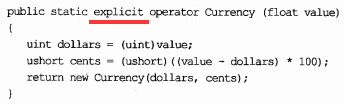 public static explicit operator Currency (float value)
{
uint dollars = (uint)value;
ushort cents = (ushort)((value - dollars) * 100);
return new Currency(dollars, cents);
}